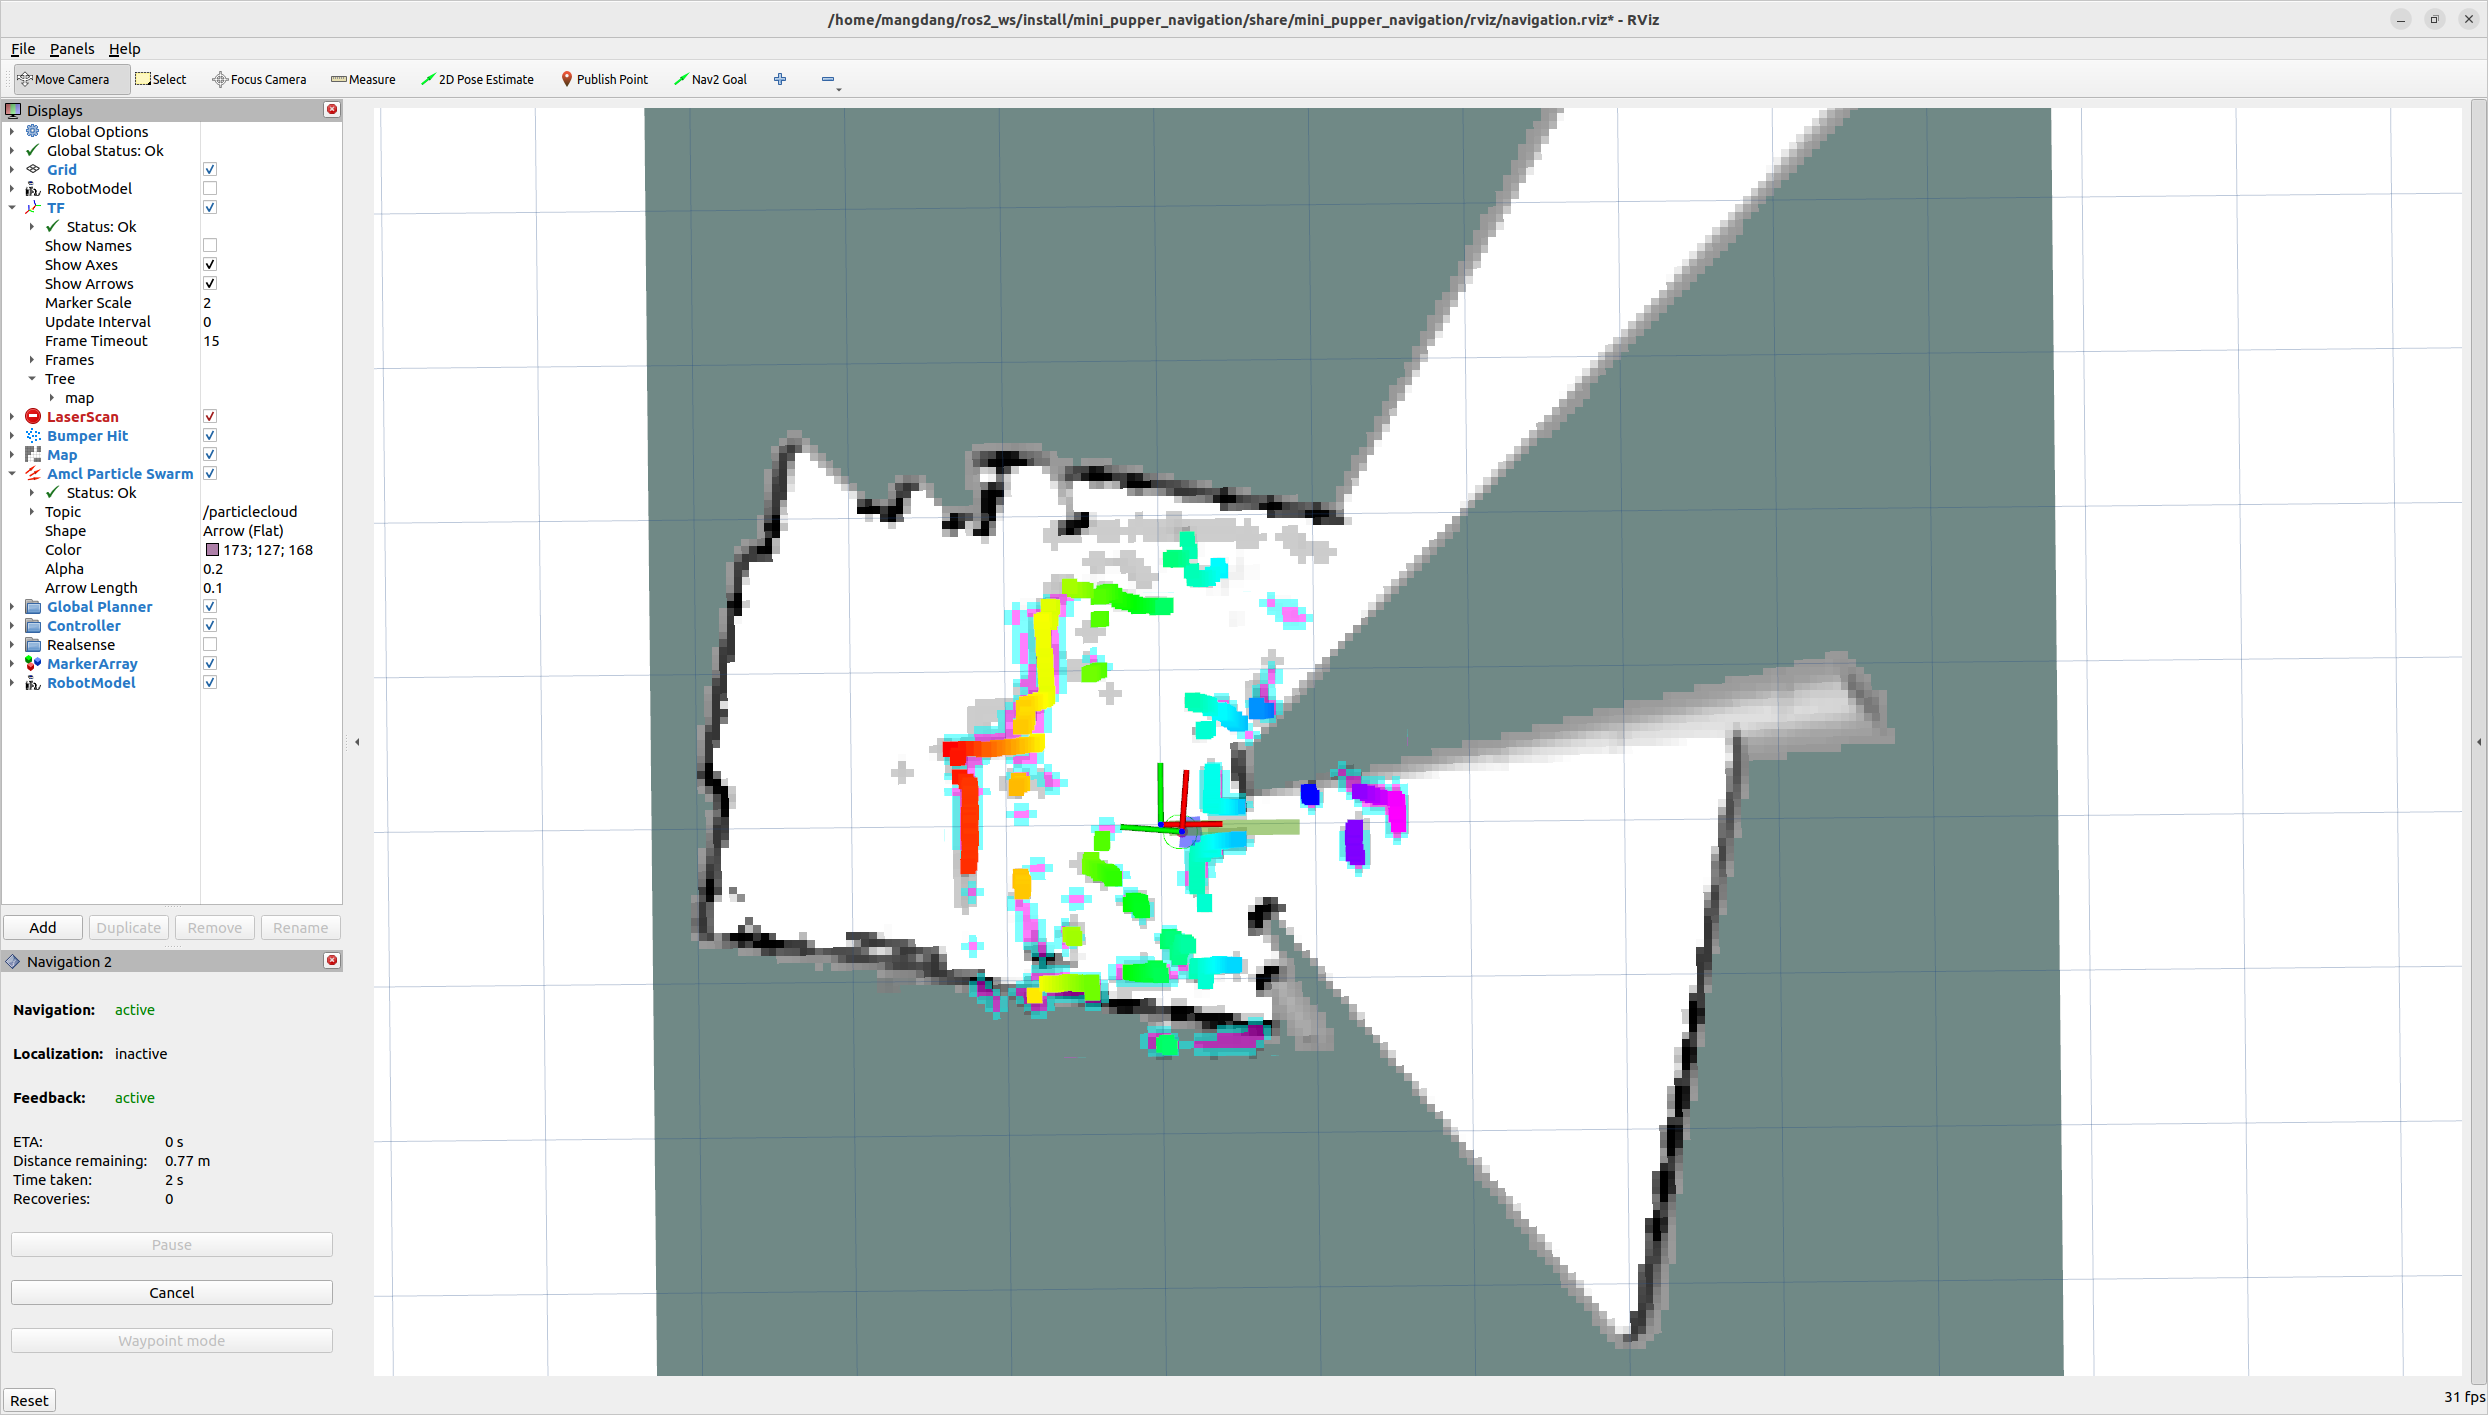 /home/mangdang/ros2_ws/install/mini_pupper_navigation/share/mini_pupper_navigation/rviz/navigation.rviz* - RViz
File Panels Help
Move Camera Select Focus Camera Measure 2D Pose Estimate Publish Point Nav2 Goal
Displays
Global Options
Global Status: Ok
Grid
RobotModel
TF
Status: Ok
Show Names
Show Axes
Show Arrows
Marker Scale 2
Update Interval 0
Frame Timeout 15
Frames
Tree
map
LaserScan
Bumper Hit
Map
Amcl Particle Swarm
Status: Ok
Topic /particlecloud
Shape Arrow (Flat)
Color 173; 127; 168
Alpha 0.2
Arrow Length 0.1
Global Planner
Controller
Realsense
MarkerArray
RobotModel
Add Duplicate Remove Rename
Navigation 2
Navigation: active
Localization: inactive
Feedback: active
ETA: 0 s
Distance remaining: 0.77 m
Time taken: 2 s
Recoveries: 0
Pause
Cancel
Waypoint mode
Reset
31 fps